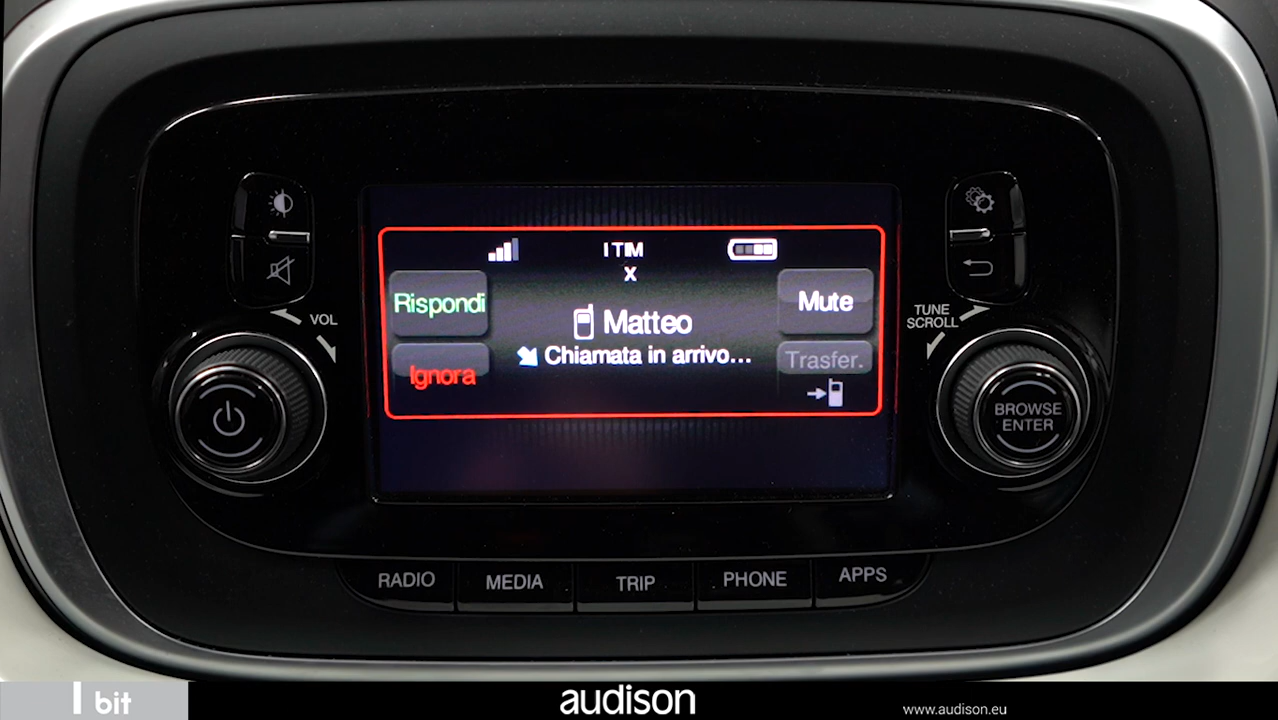 I TIM
X
Rispondi
Mute
Matteo
Chiamata in arrivo...
Ignora
Trasfer.
VOL
TUNE
SCROLL
BROWSE
ENTER
RADIO
MEDIA
TRIP
PHONE
APPS
bit
audison
www.audison.eu